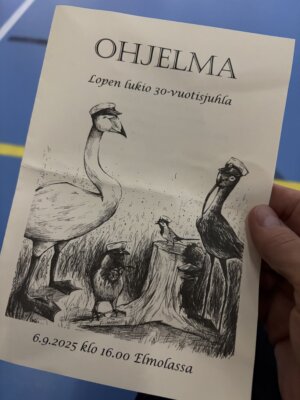 OHJELMA
Lopen lukio 30-vuotisjuhla
6.9.2025 klo 16.00 Elmolassa